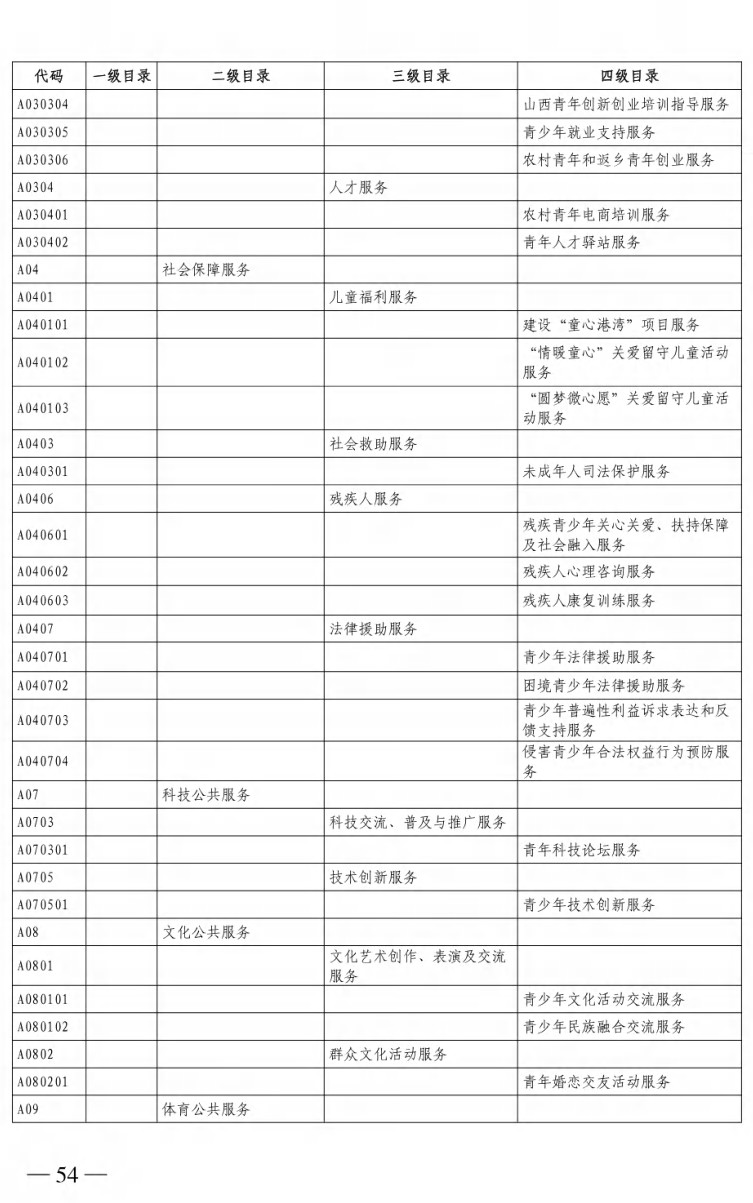 代码 一级目录 二级目录 三级目录 四级目录
A030304 山西青年创新创业培训指导服务
A030305 青少年就业支持服务
A030306 农村青年和返乡青年创业服务
A0304 人才服务
A030401 农村青年电商培训服务
A030402 青年人才驿站服务
A04 社会保障服务
A0401 儿童福利服务
A040101 建设“童心港湾”项目服务
A040102 “情暖童心”关爱留守儿童活动
服务
A040103 “圆梦微心愿”关爱留守儿童活
动服务
A0403 社会救助服务
A040301 未成年人司法保护服务
A0406 残疾人服务
A040601 残疾青少年关心关爱、扶持保障
及社会融入服务
A040602 残疾人心理咨询服务
A040603 残疾人康复训练服务
A0407 法律援助服务
A040701 青少年法律援助服务
A040702 困境青少年法律援助服务
A040703 青少年普遍性利益诉求表达和反
馈支持服务
A040704 侵害青少年合法权益行为预防服
务
A07 科技公共服务
A0703 科技交流、普及与推广服务
A070301 青年科技论坛服务
A0705 技术创新服务
A070501 青少年技术创新服务
A08 文化公共服务
A0801 文化艺术创作、表演及交流
服务
A080101 青少年文化活动交流服务
A080102 青少年民族融合交流服务
A0802 群众文化活动服务
A080201 青年婚恋交友活动服务
A09 体育公共服务
— 54 —